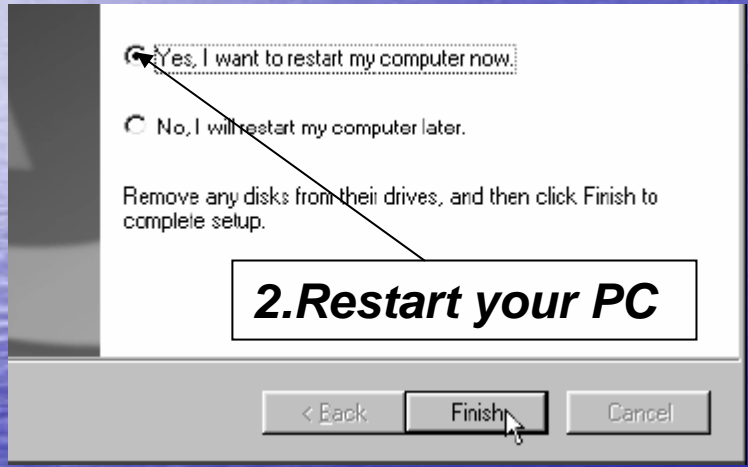 Yes, I want to restart my computer now.
No, I will restart my computer later.
Remove any disks from their drives, and then click Finish to
complete setup.
2.Restart your PC
< Back
Finish
Cancel